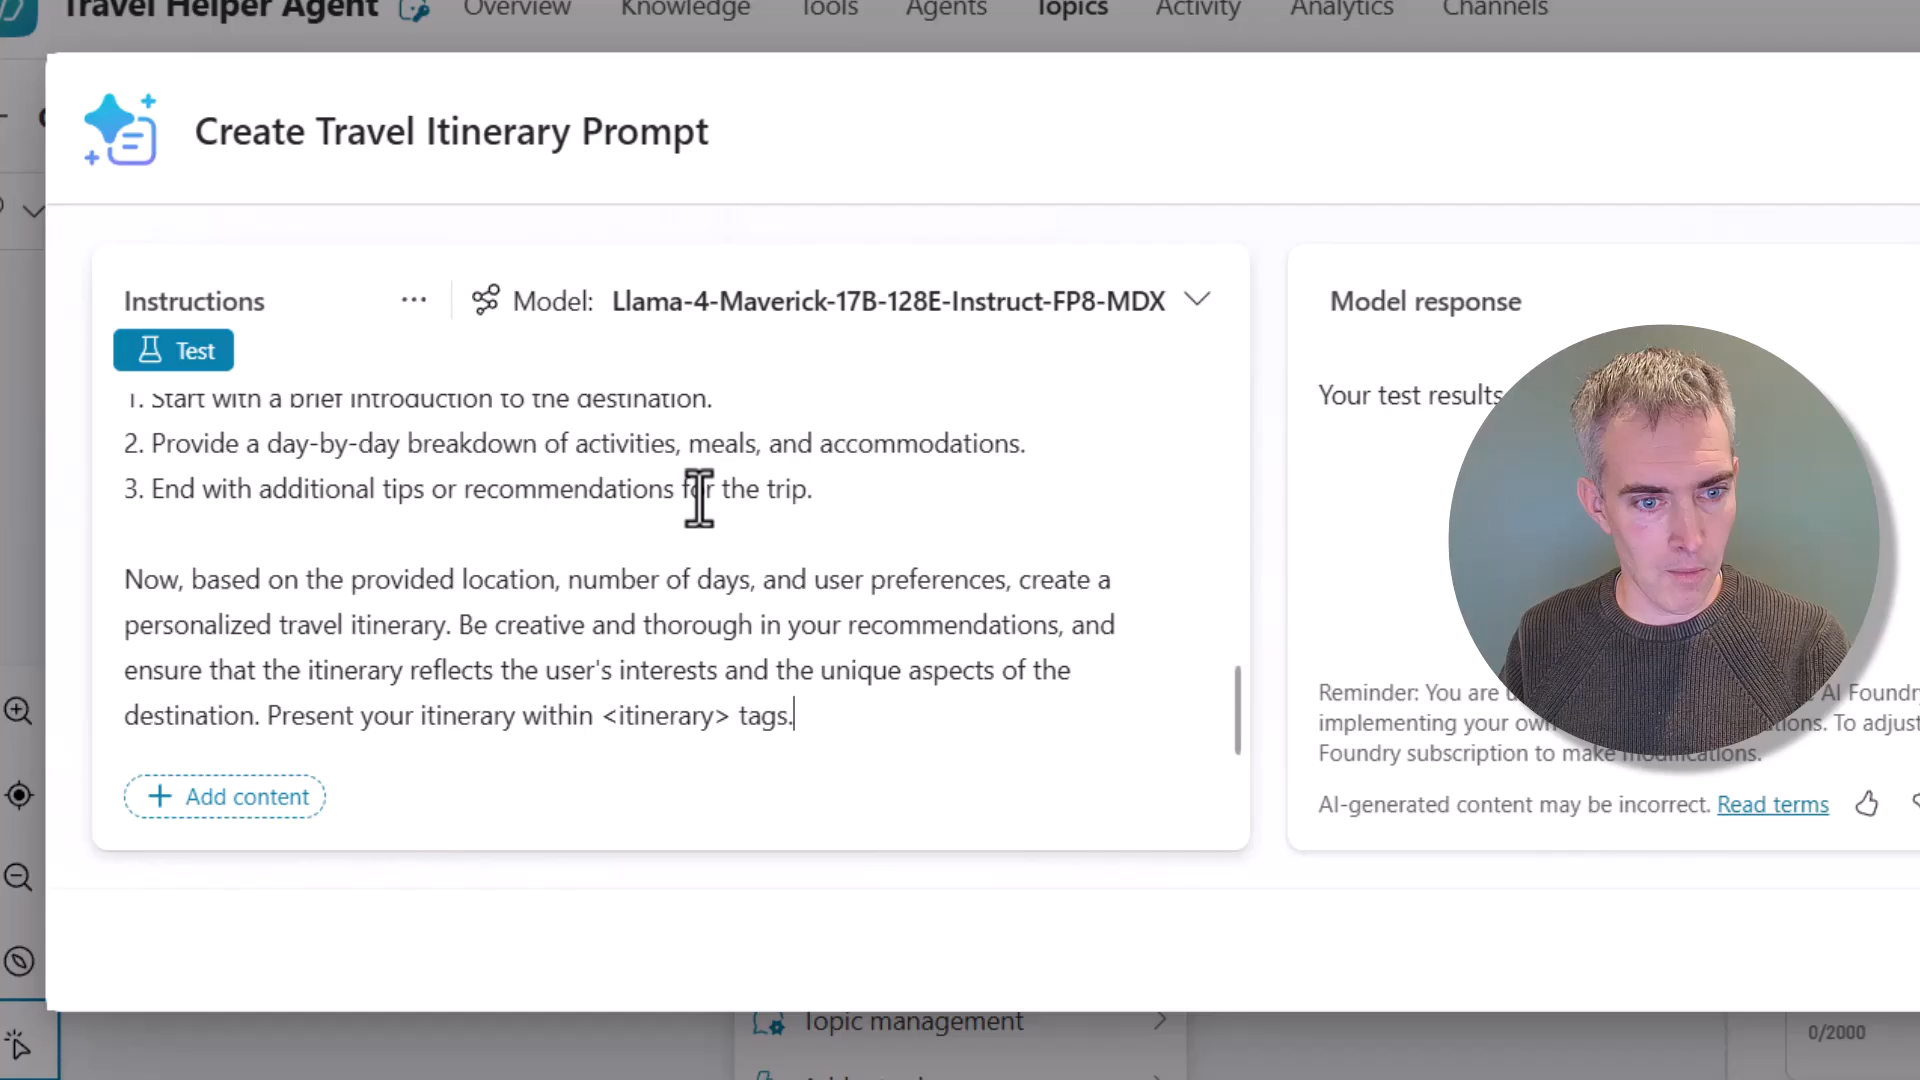 Travel Helper Agent
Overview
Knowledge
Tools
Agents
Topics
Activity
Analytics
Channels
Create Travel Itinerary Prompt
Instructions
Model: Llama-4-Maverick-17B-128E-Instruct-FP8-MDX
Test
1. Start with a brief introduction to the destination.
2. Provide a day-by-day breakdown of activities, meals, and accommodations.
3. End with additional tips or recommendations for the trip.
Now, based on the provided location, number of days, and user preferences, create a
personalized travel itinerary. Be creative and thorough in your recommendations, and
ensure that the itinerary reflects the user's interests and the unique aspects of the
destination. Present your itinerary within <itinerary> tags.
Add content
Model response
Your test results
Reminder: You are AI Foundry
implementing your own To adjust
Foundry subscription to make modifications.
AI-generated content may be incorrect. Read terms
Topic management
0/2000